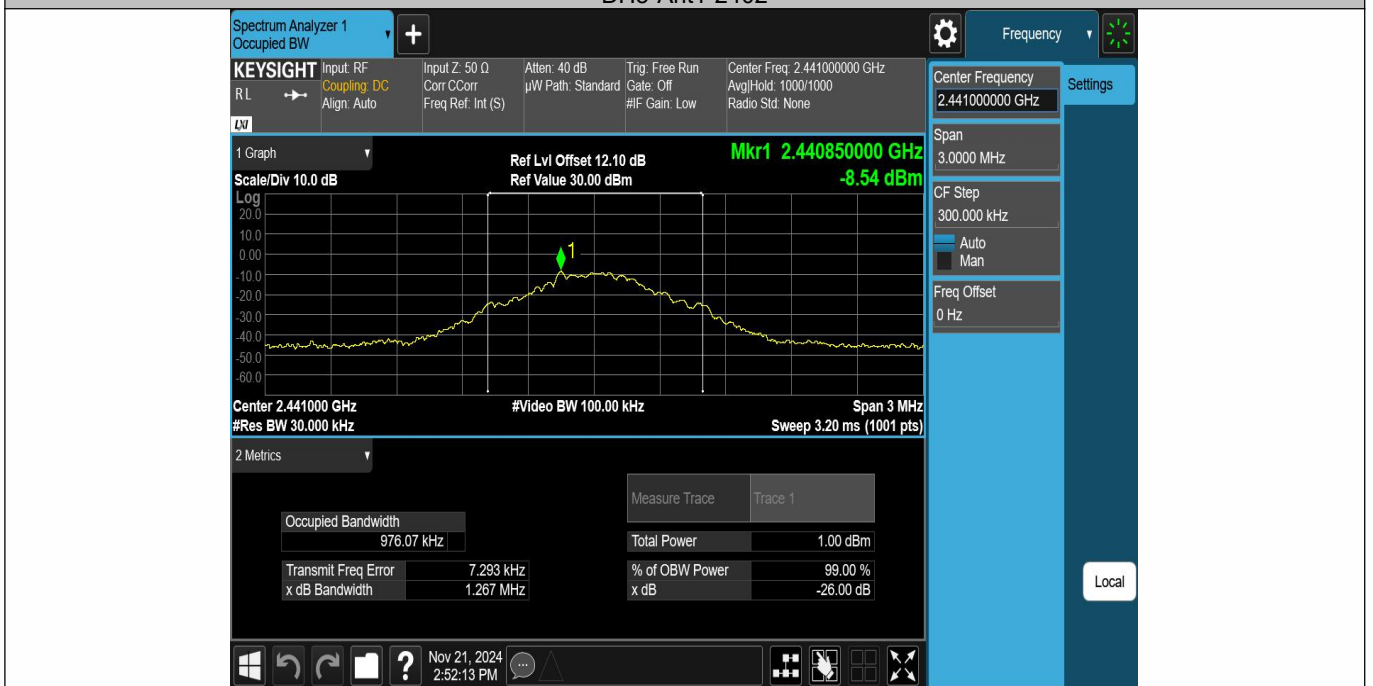 Spectrum Analyzer 1
Occupied BW
+
Frequency
KEYSIGHT
RL
LXI
Input: RF
Coupling: DC
Align: Auto
Input Z: 50 Ω
Corr CCorr
Freq Ref: Int (S)
Atten: 40 dB
µW Path: Standard
Trig: Free Run
Gate: Off
#IF Gain: Low
Center Freq: 2.441000000 GHz
Avg|Hold: 1000/1000
Radio Std: None
Center Frequency
2.441000000 GHz
Settings
Span
3.0000 MHz
CF Step
300.000 kHz
Auto
Man
Freq Offset
0 Hz
Local
1 Graph
Scale/Div 10.0 dB
Ref Lvl Offset 12.10 dB
Ref Value 30.00 dBm
Mkr1 2.440850000 GHz
-8.54 dBm
Log
20.0
10.0
0.00
-10.0
-20.0
-30.0
-40.0
-50.0
-60.0
1
Center 2.441000 GHz
#Res BW 30.000 kHz
#Video BW 100.00 kHz
Span 3 MHz
Sweep 3.20 ms (1001 pts)
2 Metrics
Measure Trace Trace 1
Occupied Bandwidth
976.07 kHz
Total Power 1.00 dBm
Transmit Freq Error 7.293 kHz
% of OBW Power 99.00 %
x dB Bandwidth 1.267 MHz
x dB -26.00 dB
?
Nov 21, 2024
2:52:13 PM